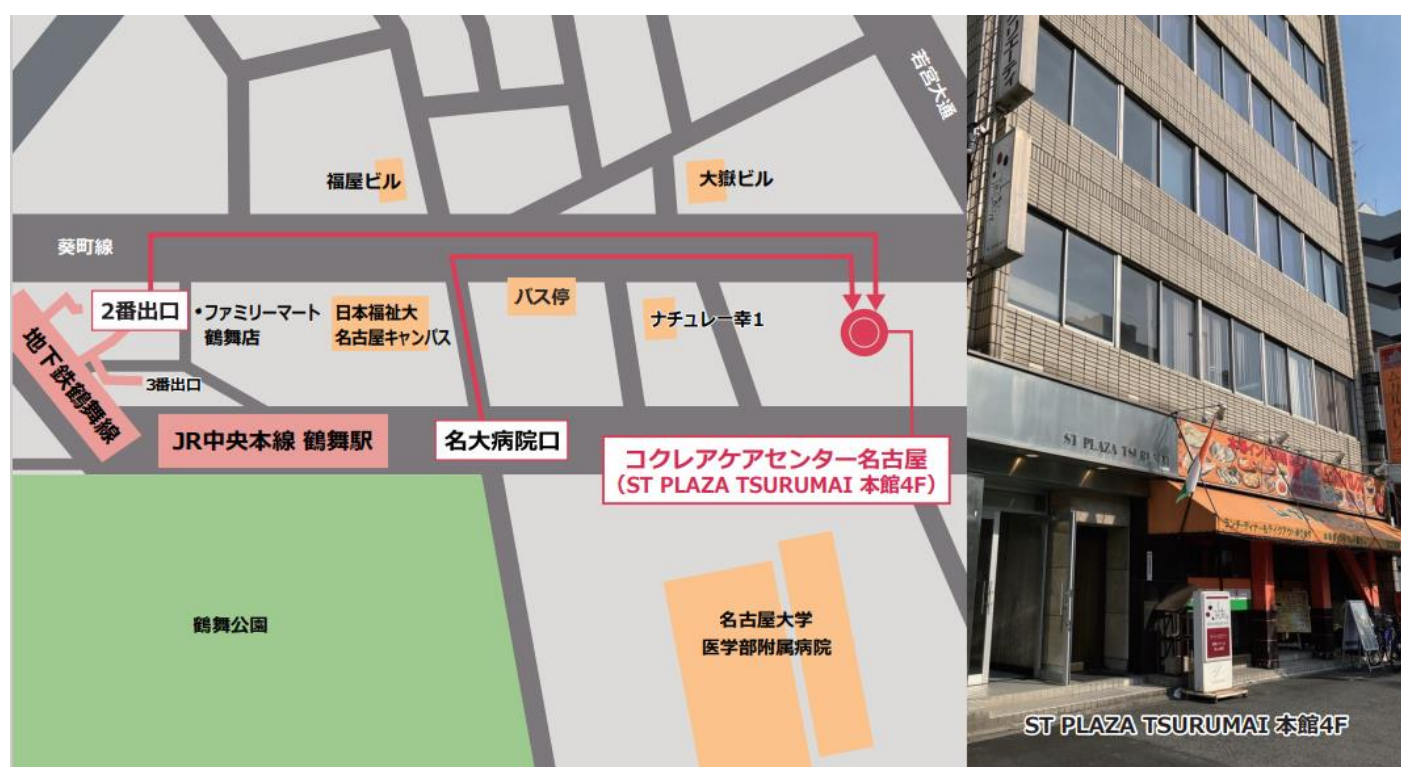 若宮大通
福屋ビル
大嶽ビル
葵町線
2番出口
•ファミリーマート
鶴舞店
日本福祉大
名古屋キャンパス
バス停
ナチュレー幸1
地下鉄鶴舞線
3番出口
JR中央本線 鶴舞駅
名大病院口
コクレアケアセンター名古屋
(ST PLAZA TSURUMAI 本館4F)
鶴舞公園
名古屋大学
医学部附属病院
ST PLAZA TSURUMAI
ST PLAZA TSURUMAI 本館4F